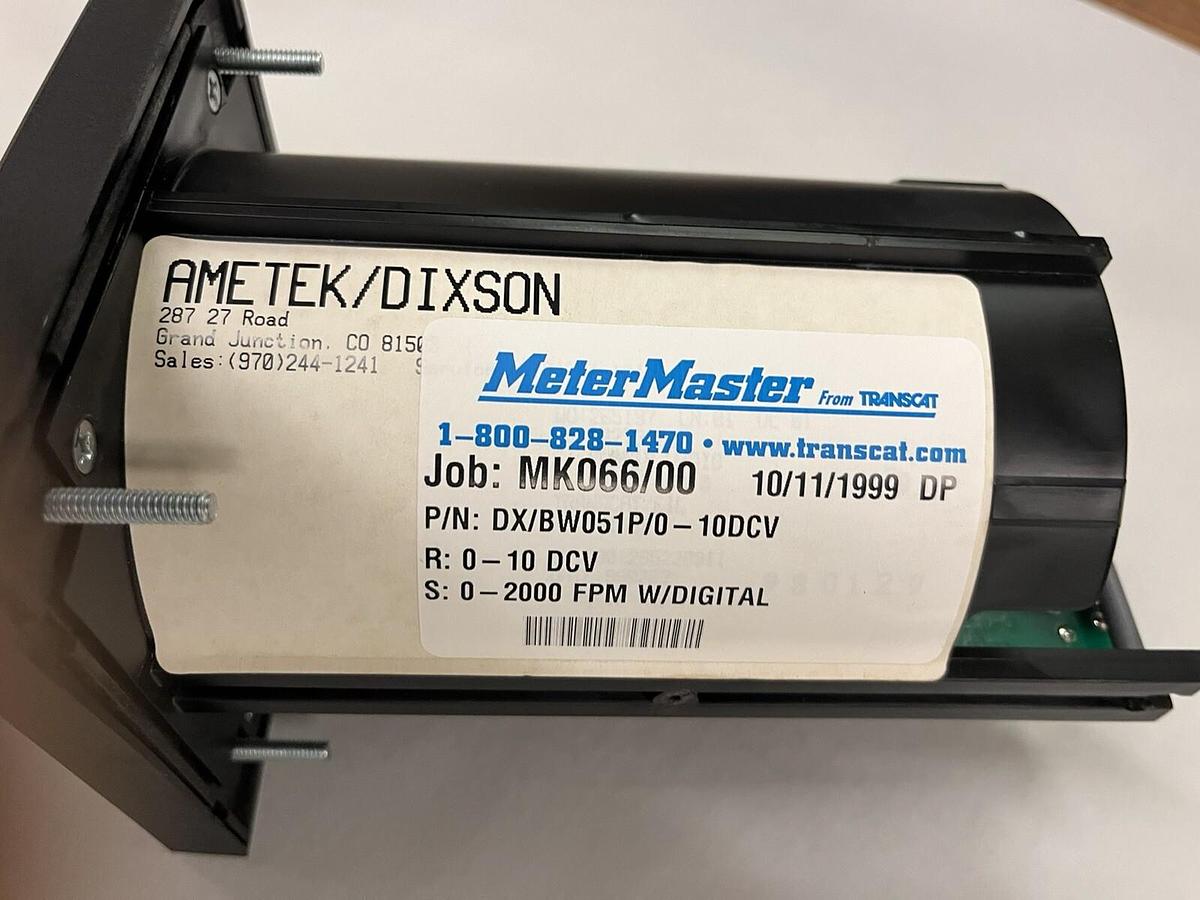 AMETEK/DIXSON
287 27 Road
Grand Junction, CO 8150
Sales:(970)244-1241
MeterMaster From TRANSCAT
1-800-828-1470 • www.transcat.com
Job: MK066/00 10/11/1999 DP
P/N: DX/BW051P/0-10DCV
R: 0-10 DCV
S: 0-2000 FPM W/DIGITAL